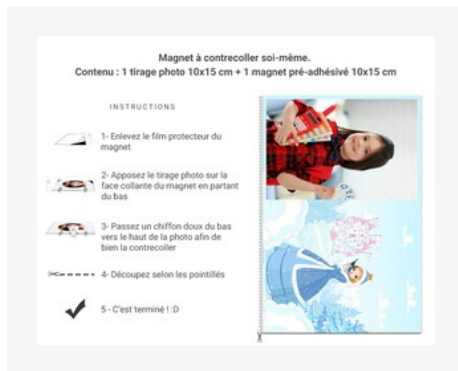 Magnet à contrecoller soi-même.
Contenu : 1 tirage photo 10x15 cm + 1 magnet pré-adhésivé 10x15 cm
INSTRUCTIONS
1- Enlevez le film protecteur du
magnet
2- Apposez le tirage photo sur la
face collante du magnet en partant
du bas
3- Passez un chiffon doux du bas
vers le haut de la photo afin de
bien la contrecoller
4- Découpez selon les pointillés
5 - C'est terminé ! :D